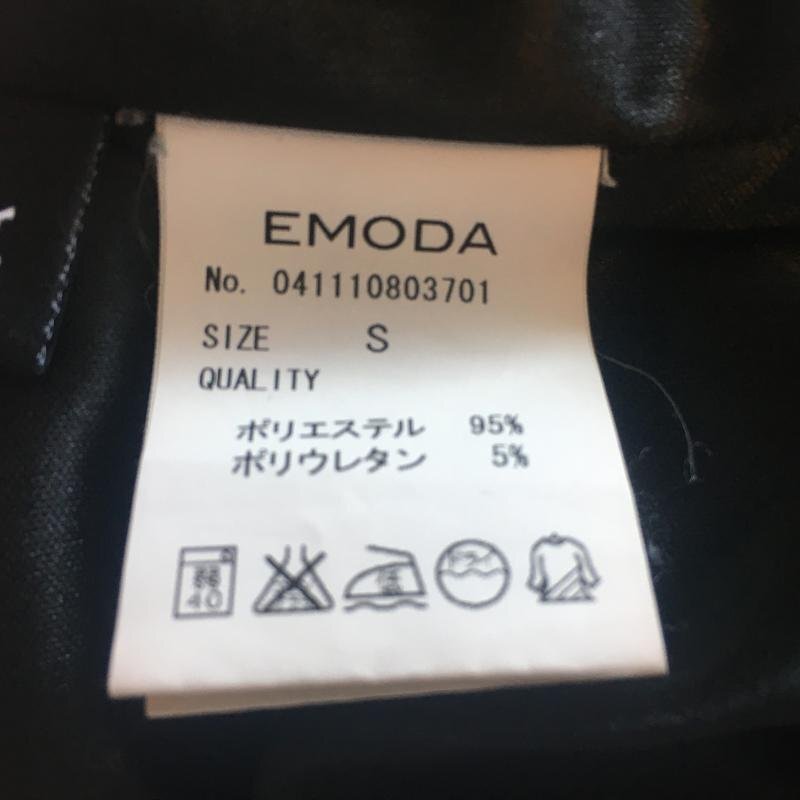 EMODA
No. 041110803701
SIZE S
QUALITY
ポリエステル 95%
ポリウレタン 5%
40